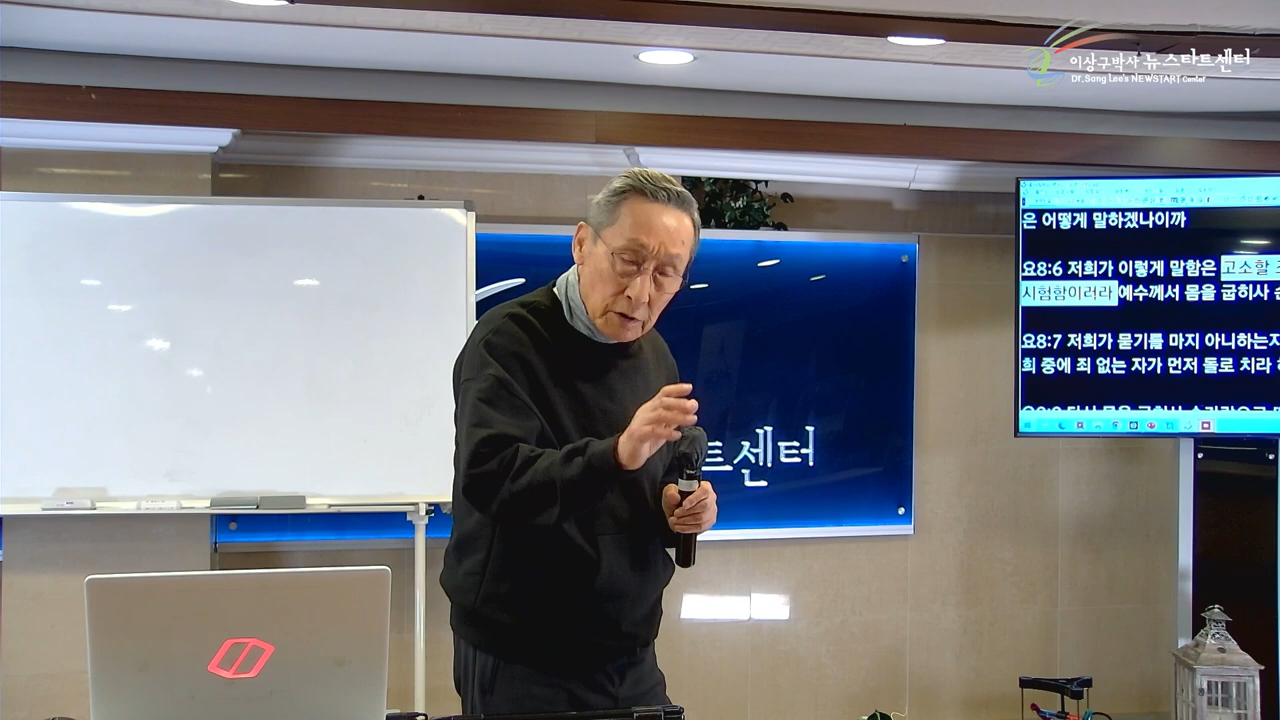 이상구박사 뉴스타트센터
Dr. Sang Lee's NEWSTART Center
은 어떻게 말하겠나이까
요8:6 저희가 이렇게 말함은 고소할
시험함이러라 예수께서 몸을 굽히사
요8:7 저희가 묻기를 마지 아니하는
희 중에 죄 없는 자가 먼저 돌로 치라
트센터